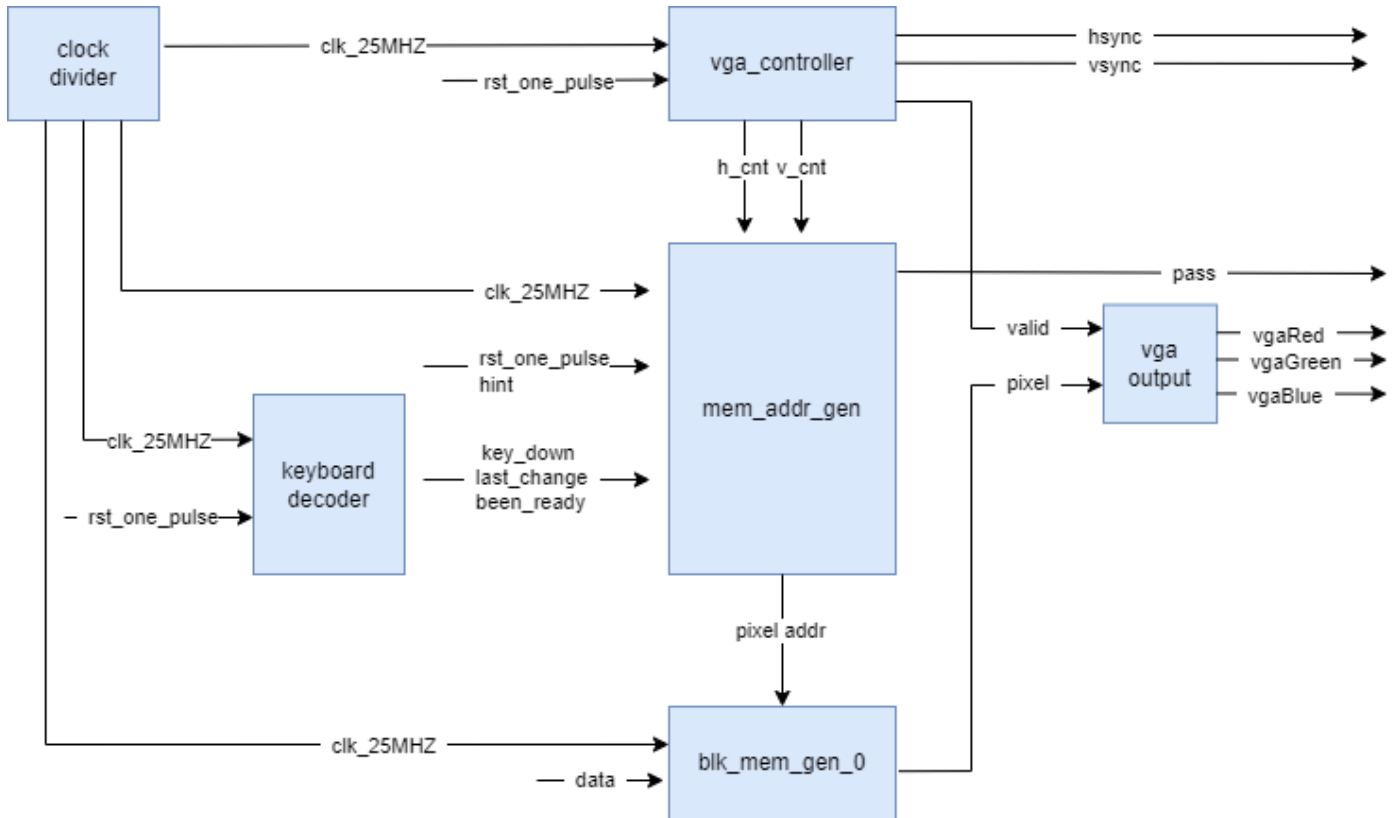 clock
divider
clk_25MHZ
rst_one_pulse
vga_controller
hsync
vsync
h_cnt
v_cnt
clk_25MHZ
rst_one_pulse
hint
key_down
last_change
been_ready
mem_addr_gen
pass
valid
pixel
vga
output
vgaRed
vgaGreen
vgaBlue
clk_25MHZ
rst_one_pulse
keyboard
decoder
pixel addr
clk_25MHZ
data
blk_mem_gen_0